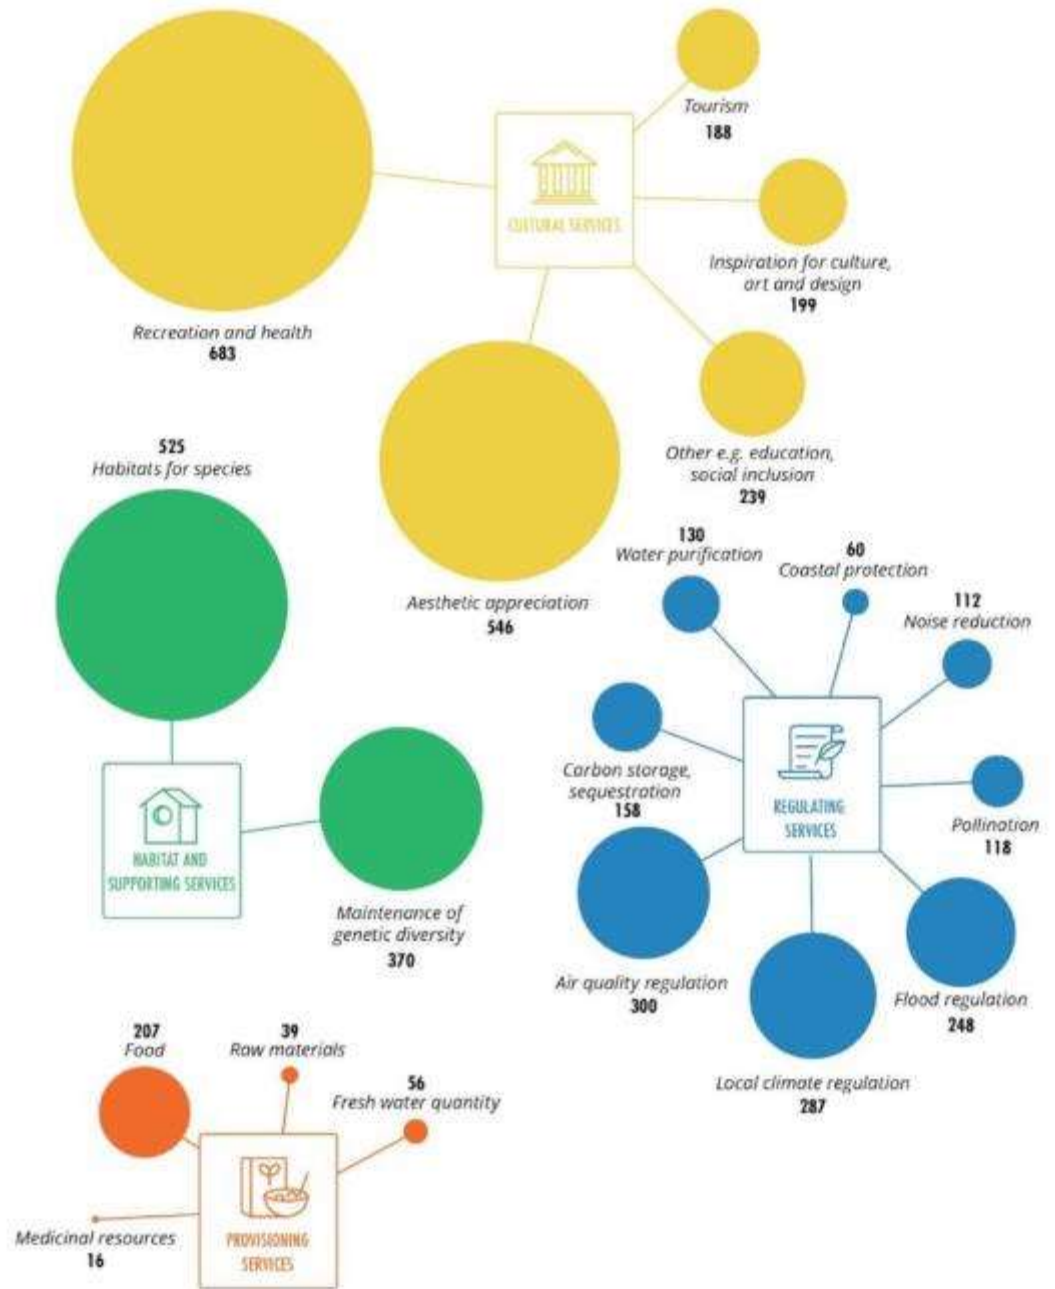 Tourism
188
CULTURAL SERVICES
Inspiration for culture,
art and design
199
Recreation and health
683
Other e.g. education,
social inclusion
239
Aesthetic appreciation
546
525
Habitats for species
HABITAT AND
SUPPORTING SERVICES
Maintenance of
genetic diversity
370
130
Water purification
60
Coastal protection
112
Noise reduction
Carbon storage,
sequestration
158
REGULATING
SERVICES
Pollination
118
Air quality regulation
300
Flood regulation
248
Local climate regulation
287
207
Food
39
Raw materials
56
Fresh water quantity
Medicinal resources
16
PROVISIONING
SERVICES